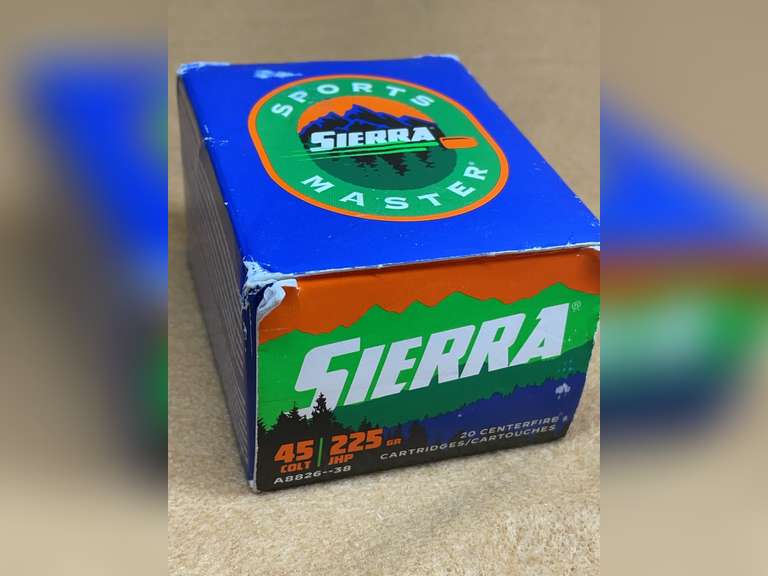 SPORTS
SIERRA
MASTER®
SIERRA®
45 | 225 GR
COLT | JHP
A8826--38
20 CENTERFIRE
CARTRIDGES/CARTOUCHES